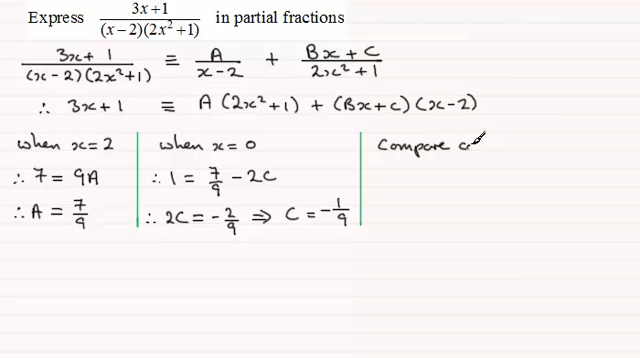 Express (3x+1)/((x−2)(2x²+1)) in partial fractions
(3x+1)/((x−2)(2x²+1)) ≡ A/(x−2) + (Bx+C)/(2x²+1)
∴ 3x+1 ≡ A(2x²+1) + (Bx+C)(x−2)
when x=2
∴ 7 = 9A
∴ A = 7/9
when x=0
∴ 1 = 7/9 − 2C
∴ 2C = −2/9 ⇒ C = −1/9
Compare